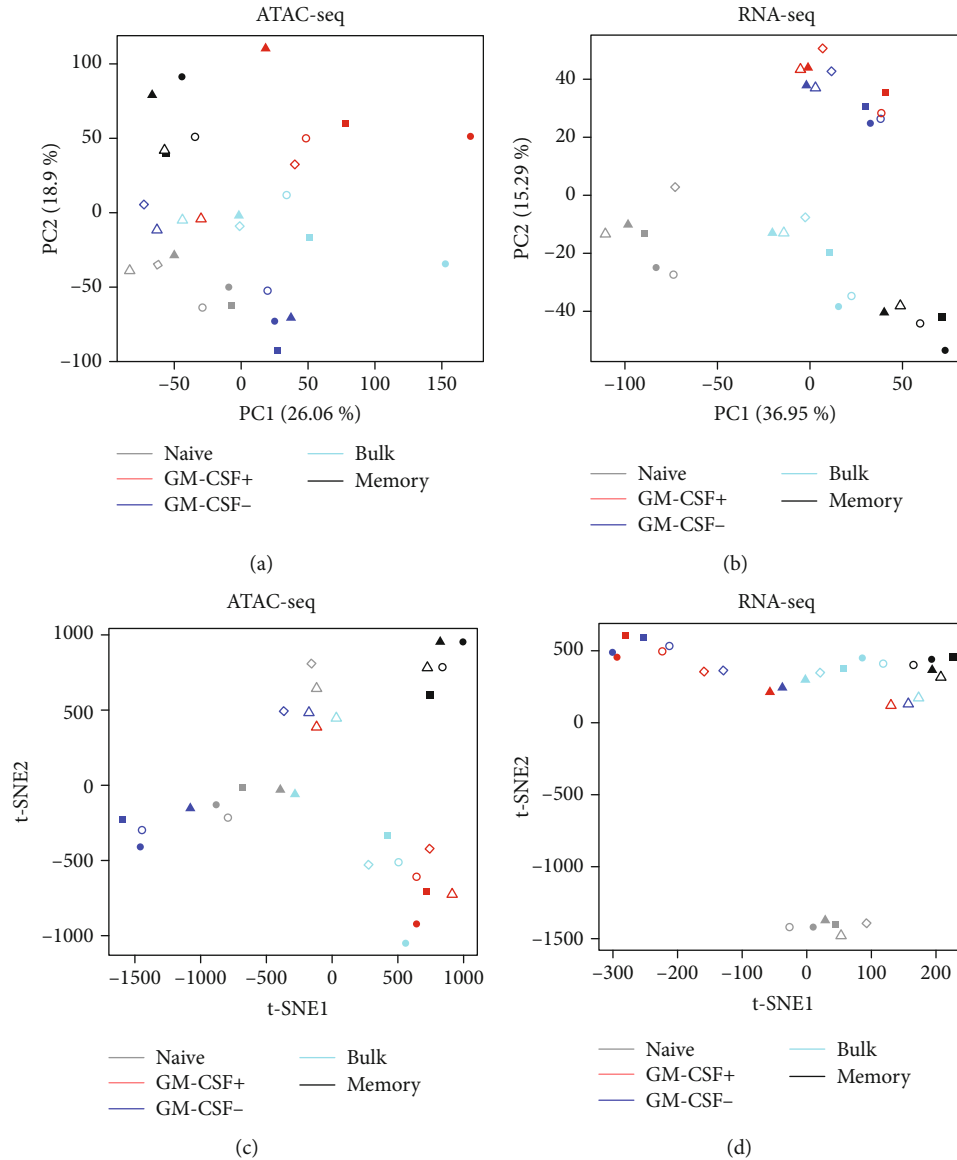 ATAC-seq
100
50
0
−50
−100
PC2 (18.9 %)
−50 0 50 100 150
PC1 (26.06 %)
Naive
GM-CSF+
GM-CSF−
Bulk
Memory
(a)
RNA-seq
40
20
0
−20
−40
PC2 (15.29 %)
−100 −50 0 50
PC1 (36.95 %)
Naive
GM-CSF+
GM-CSF−
Bulk
Memory
(b)
ATAC-seq
1000
500
0
−500
−1000
t-SNE2
−1500 −1000 −500 0 500 1000
t-SNE1
Naive
GM-CSF+
GM-CSF−
Bulk
Memory
(c)
RNA-seq
500
0
−500
−1000
−1500
t-SNE2
−300 −200 −100 0 100 200
t-SNE1
Naive
GM-CSF+
GM-CSF−
Bulk
Memory
(d)